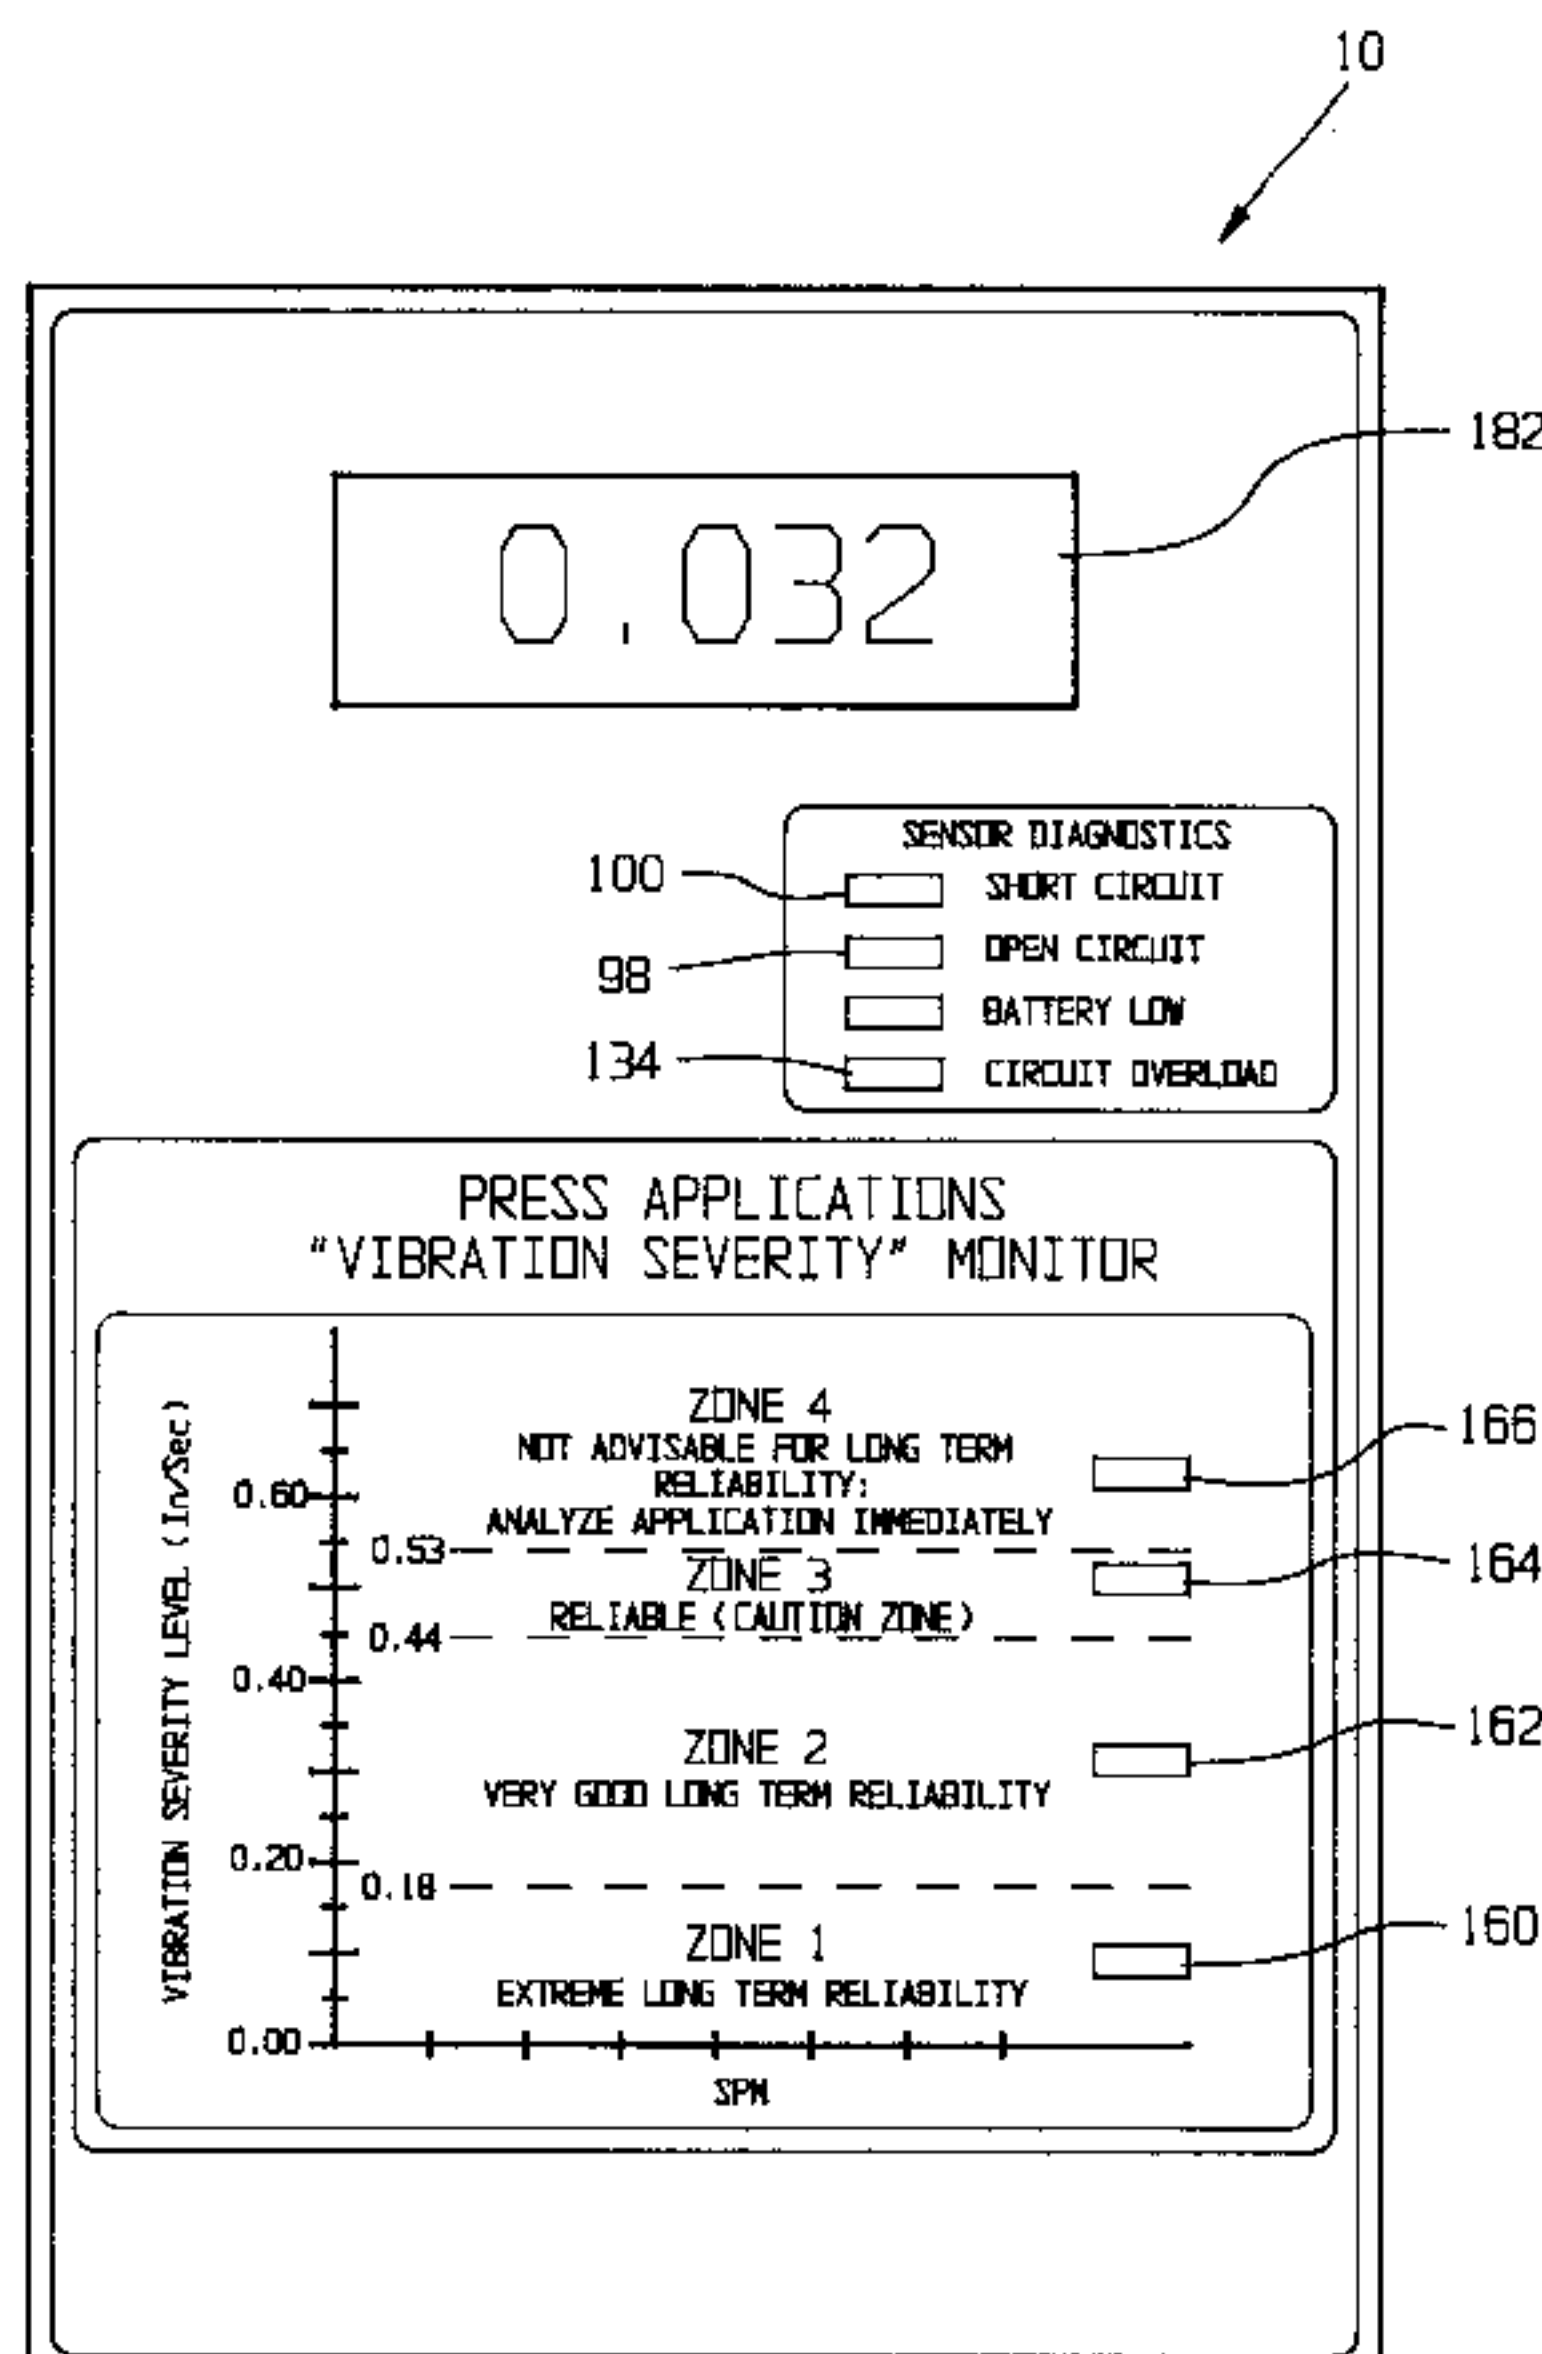 10
182
0.032
SENSOR DIAGNOSTICS
100
SHORT CIRCUIT
98
OPEN CIRCUIT
BATTERY LOW
134
CIRCUIT OVERLOAD
PRESS APPLICATIONS
"VIBRATION SEVERITY" MONITOR
VIBRATION SEVERITY LEVEL (In/Sec)
ZONE 4
NOT ADVISABLE FOR LONG TERM
RELIABILITY;
ANALYZE APPLICATION IMMEDIATELY
166
0.60
0.53
ZONE 3
164
RELIABLE (CAUTION ZONE)
0.44
0.40
ZONE 2
162
VERY GOOD LONG TERM RELIABILITY
0.20
0.18
ZONE 1
160
EXTREME LONG TERM RELIABILITY
0.00
SPM